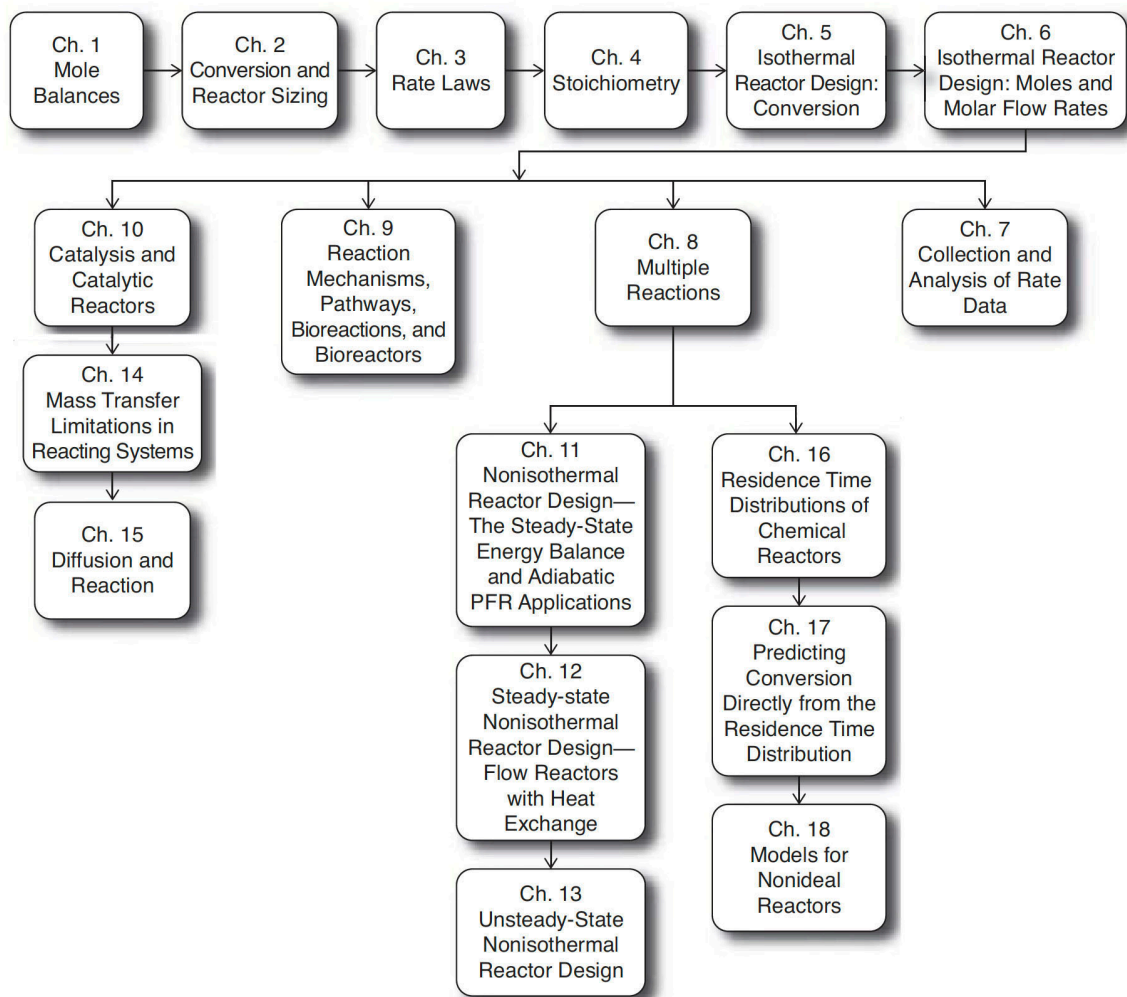 Ch. 1
Mole
Balances
Ch. 2
Conversion and
Reactor Sizing
Ch. 3
Rate Laws
Ch. 4
Stoichiometry
Ch. 5
Isothermal
Reactor Design:
Conversion
Ch. 6
Isothermal Reactor
Design: Moles and
Molar Flow Rates
Ch. 10
Catalysis and
Catalytic
Reactors
Ch. 9
Reaction
Mechanisms,
Pathways,
Bioreactions, and
Bioreactors
Ch. 8
Multiple
Reactions
Ch. 7
Collection and
Analysis of Rate
Data
Ch. 14
Mass Transfer
Limitations in
Reacting Systems
Ch. 15
Diffusion and
Reaction
Ch. 11
Nonisothermal
Reactor Design—
The Steady-State
Energy Balance
and Adiabatic
PFR Applications
Ch. 16
Residence Time
Distributions of
Chemical
Reactors
Ch. 12
Steady-state
Nonisothermal
Reactor Design—
Flow Reactors
with Heat
Exchange
Ch. 17
Predicting
Conversion
Directly from the
Residence Time
Distribution
Ch. 13
Unsteady-State
Nonisothermal
Reactor Design
Ch. 18
Models for
Nonideal
Reactors